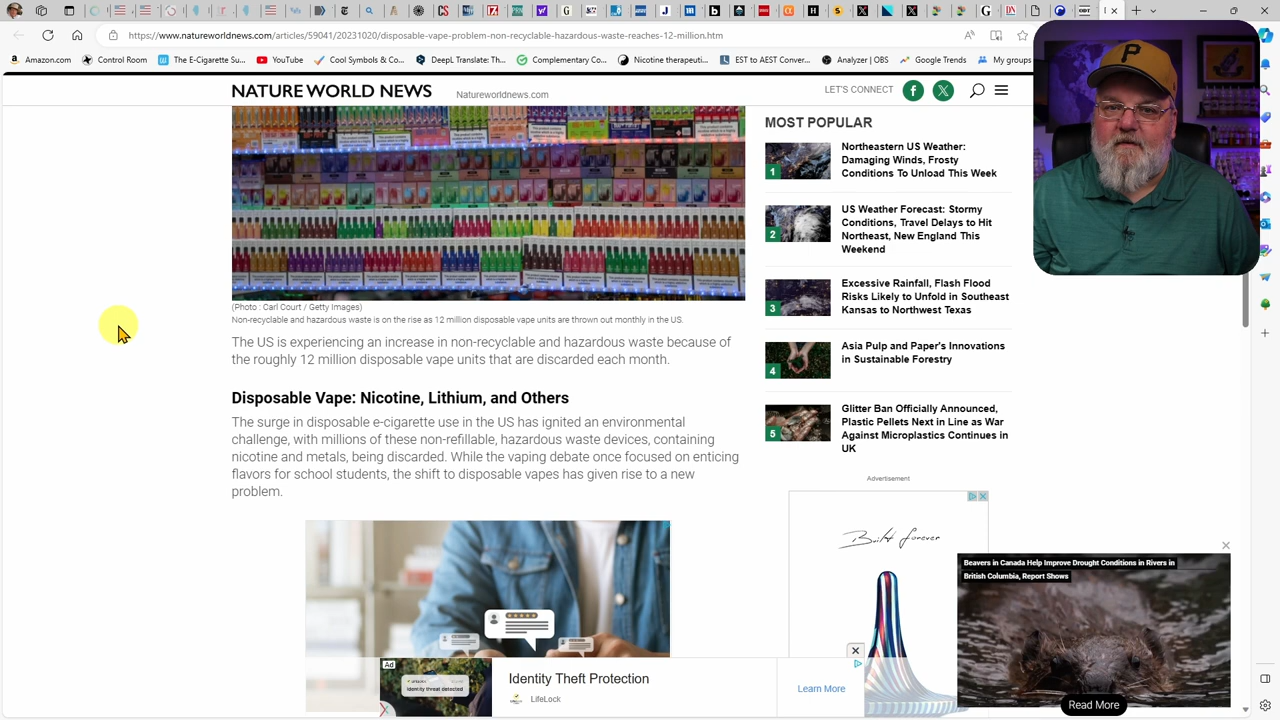 https://www.natureworldnews.com/articles/59041/20231020/disposable-vape-problem-non-recyclable-hazardous-waste-reaches-12-million.htm
Amazon.com
Control Room
The E-Cigarette Su...
YouTube
Cool Symbols & Co...
DeepL Translate: Th...
Complementary Co...
Nicotine therapeuti...
EST to AEST Conver...
Analyzer | OBS
Google Trends
My groups
NATURE WORLD NEWS
Natureworldnews.com
LET'S CONNECT
(Photo : Carl Court / Getty Images)
Non-recyclable and hazardous waste is on the rise as 12 million disposable vape units are thrown out monthly in the US.
The US is experiencing an increase in non-recyclable and hazardous waste because of
the roughly 12 million disposable vape units that are discarded each month.
Disposable Vape: Nicotine, Lithium, and Others
The surge in disposable e-cigarette use in the US has ignited an environmental
challenge, with millions of these non-refillable, hazardous waste devices, containing
nicotine and metals, being discarded. While the vaping debate once focused on enticing
flavors for school students, the shift to disposable vapes has given rise to a new
problem.
MOST POPULAR
1
Northeastern US Weather:
Damaging Winds, Frosty
Conditions To Unload This Week
2
US Weather Forecast: Stormy
Conditions, Travel Delays to Hit
Northeast, New England This
Weekend
3
Excessive Rainfall, Flash Flood
Risks Likely to Unfold in Southeast
Kansas to Northwest Texas
4
Asia Pulp and Paper's Innovations
in Sustainable Forestry
5
Glitter Ban Officially Announced,
Plastic Pellets Next in Line as War
Against Microplastics Continues in
UK
Advertisement
Built forever
Beavers in Canada Help Improve Drought Conditions in Rivers in
British Columbia, Report Shows
Read More
Ad
Identity threat detected
Identity Theft Protection
LifeLock
Learn More
P